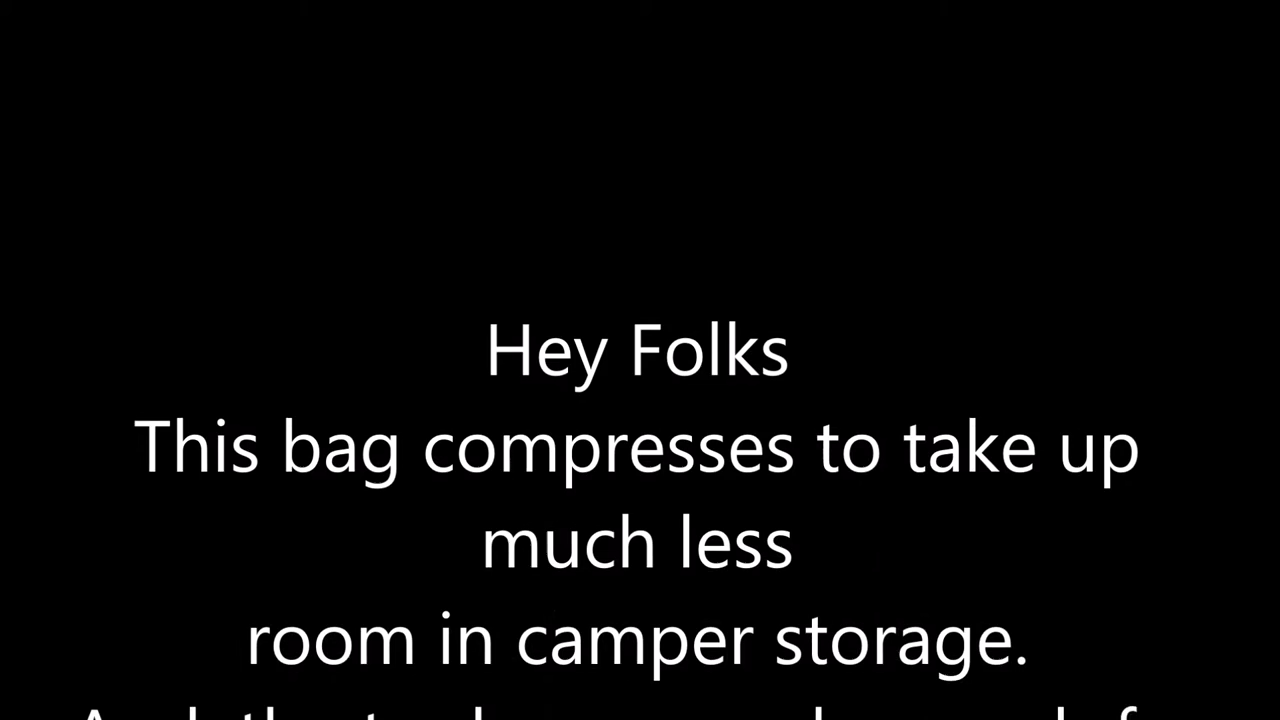 Hey Folks
This bag compresses to take up
much less
room in camper storage.